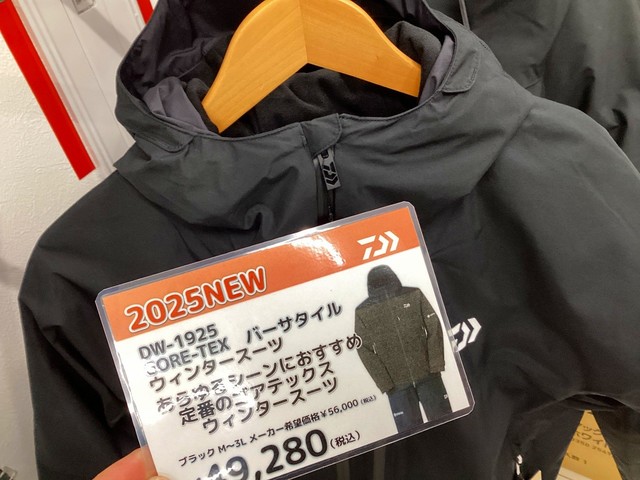 2025NEW
DW-1925
GORE-TEX バーサタイル
ウィンタースーツ
あらゆるシーンにおすすめ
定番のゴアテックス
ウィンタースーツ
ブラック M～3L メーカー希望価格￥56,000(税込)
49,280(税込)